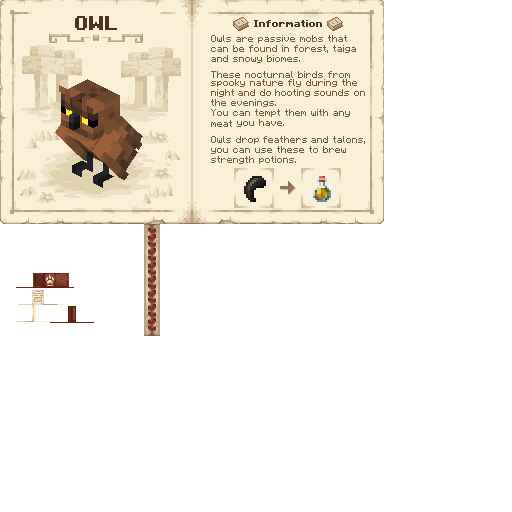 OWL
Information
Owls are passive mobs that
can be found in forest, taiga
and snowy biomes.
These nocturnal birds from
spooky nature fly during the
night and do hooting sounds on
the evenings.
You can tempt them with any
meat you have.
Owls drop feathers and talons,
you can use these to brew
strength potions.